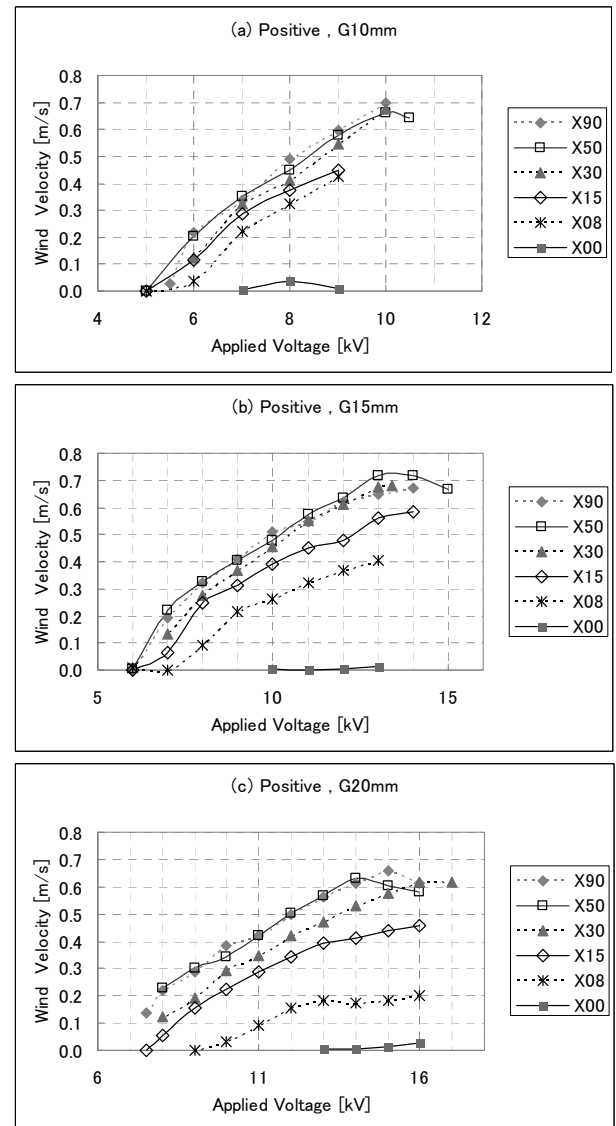 (a) Positive , G10mm
0.8
0.7
0.6
0.5
0.4
0.3
0.2
0.1
0.0
Wind Velocity [m/s]
4 6 8 10 12
Applied Voltage [kV]
X90
X50
X30
X15
X08
X00
(b) Positive , G15mm
0.8
0.7
0.6
0.5
0.4
0.3
0.2
0.1
0.0
Wind Velocity [m/s]
5 10 15
Applied Voltage [kV]
X90
X50
X30
X15
X08
X00
(c) Positive , G20mm
0.8
0.7
0.6
0.5
0.4
0.3
0.2
0.1
0.0
Wind Velocity [m/s]
6 11 16
Applied Voltage [kV]
X90
X50
X30
X15
X08
X00